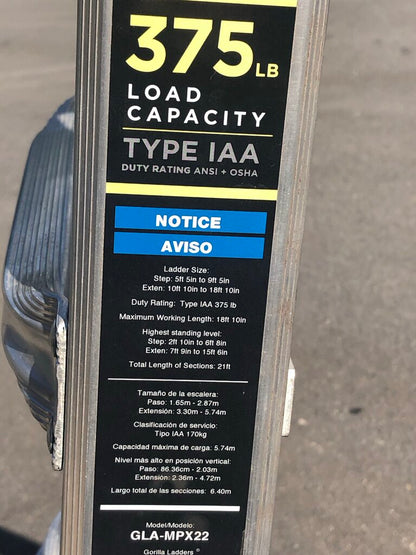 375 LB
LOAD
CAPACITY
TYPE IAA
DUTY RATING ANSI + OSHA
NOTICE
AVISO
Ladder Size:
Step: 5ft 5in to 9ft 5in
Exten: 10ft 10in to 18ft 10in
Duty Rating: Type IAA 375 lb
Maximum Working Length: 18ft 10in
Highest standing level:
Step: 2ft 10in to 6ft 8in
Exten: 7ft 9in to 15ft 6in
Total Length of Sections: 21ft
Tamaño de la escalera:
Paso: 1.65m - 2.87m
Extensión: 3.30m - 5.74m
Clasificación de servicio:
Tipo IAA 170kg
Capacidad máxima de carga: 5.74m
Nivel más alto en posición vertical:
Paso: 86.36cm - 2.03m
Extensión: 2.36m - 4.72m
Largo total de las secciones: 6.40m
Model/Modelo:
GLA-MPX22
Gorilla Ladders ®